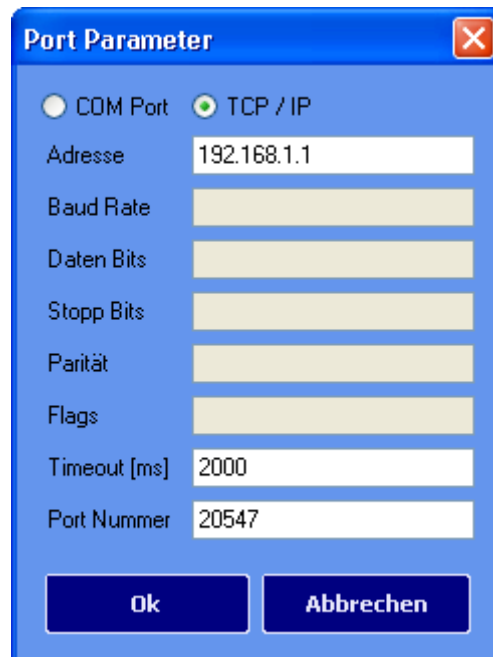 Port Parameter
COM Port TCP / IP
Adresse 192.168.1.1
Baud Rate
Daten Bits
Stopp Bits
Parität
Flags
Timeout [ms] 2000
Port Nummer 20547
Ok Abbrechen